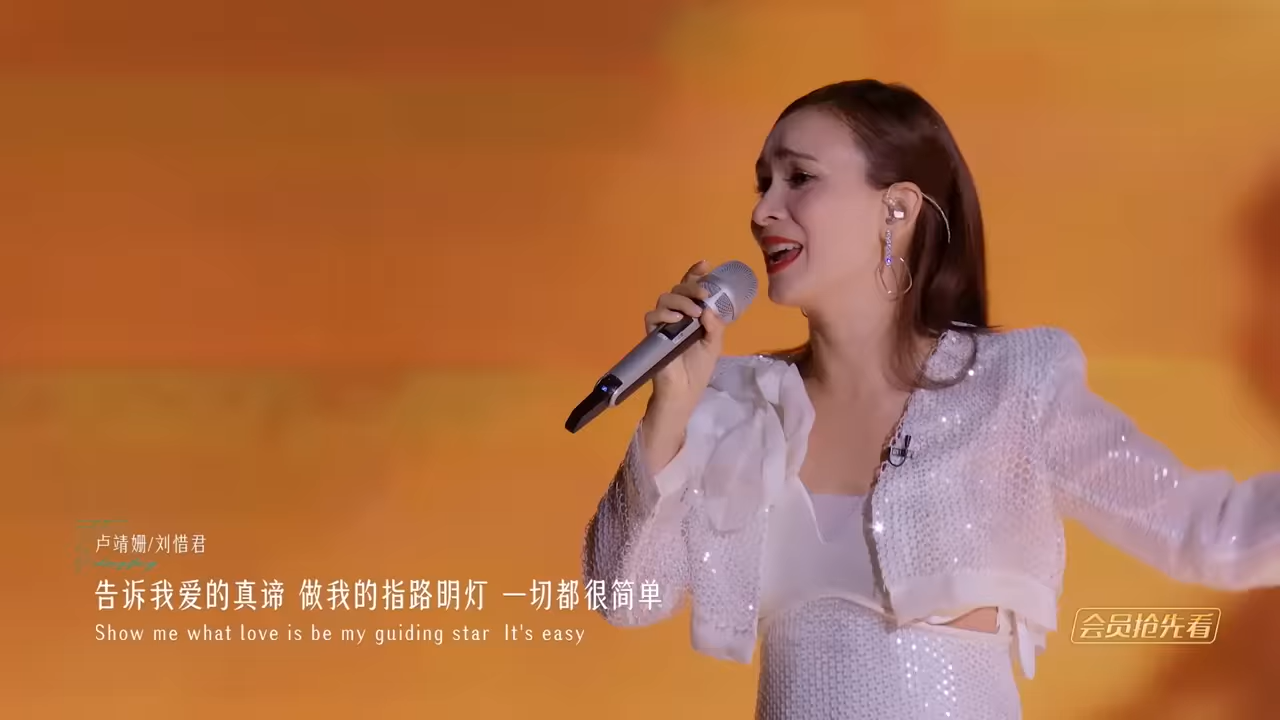 卢靖姗/刘惜君
告诉我爱的真谛 做我的指路明灯 一切都很简单
Show me what love is be my guiding star It's easy
会员抢先看